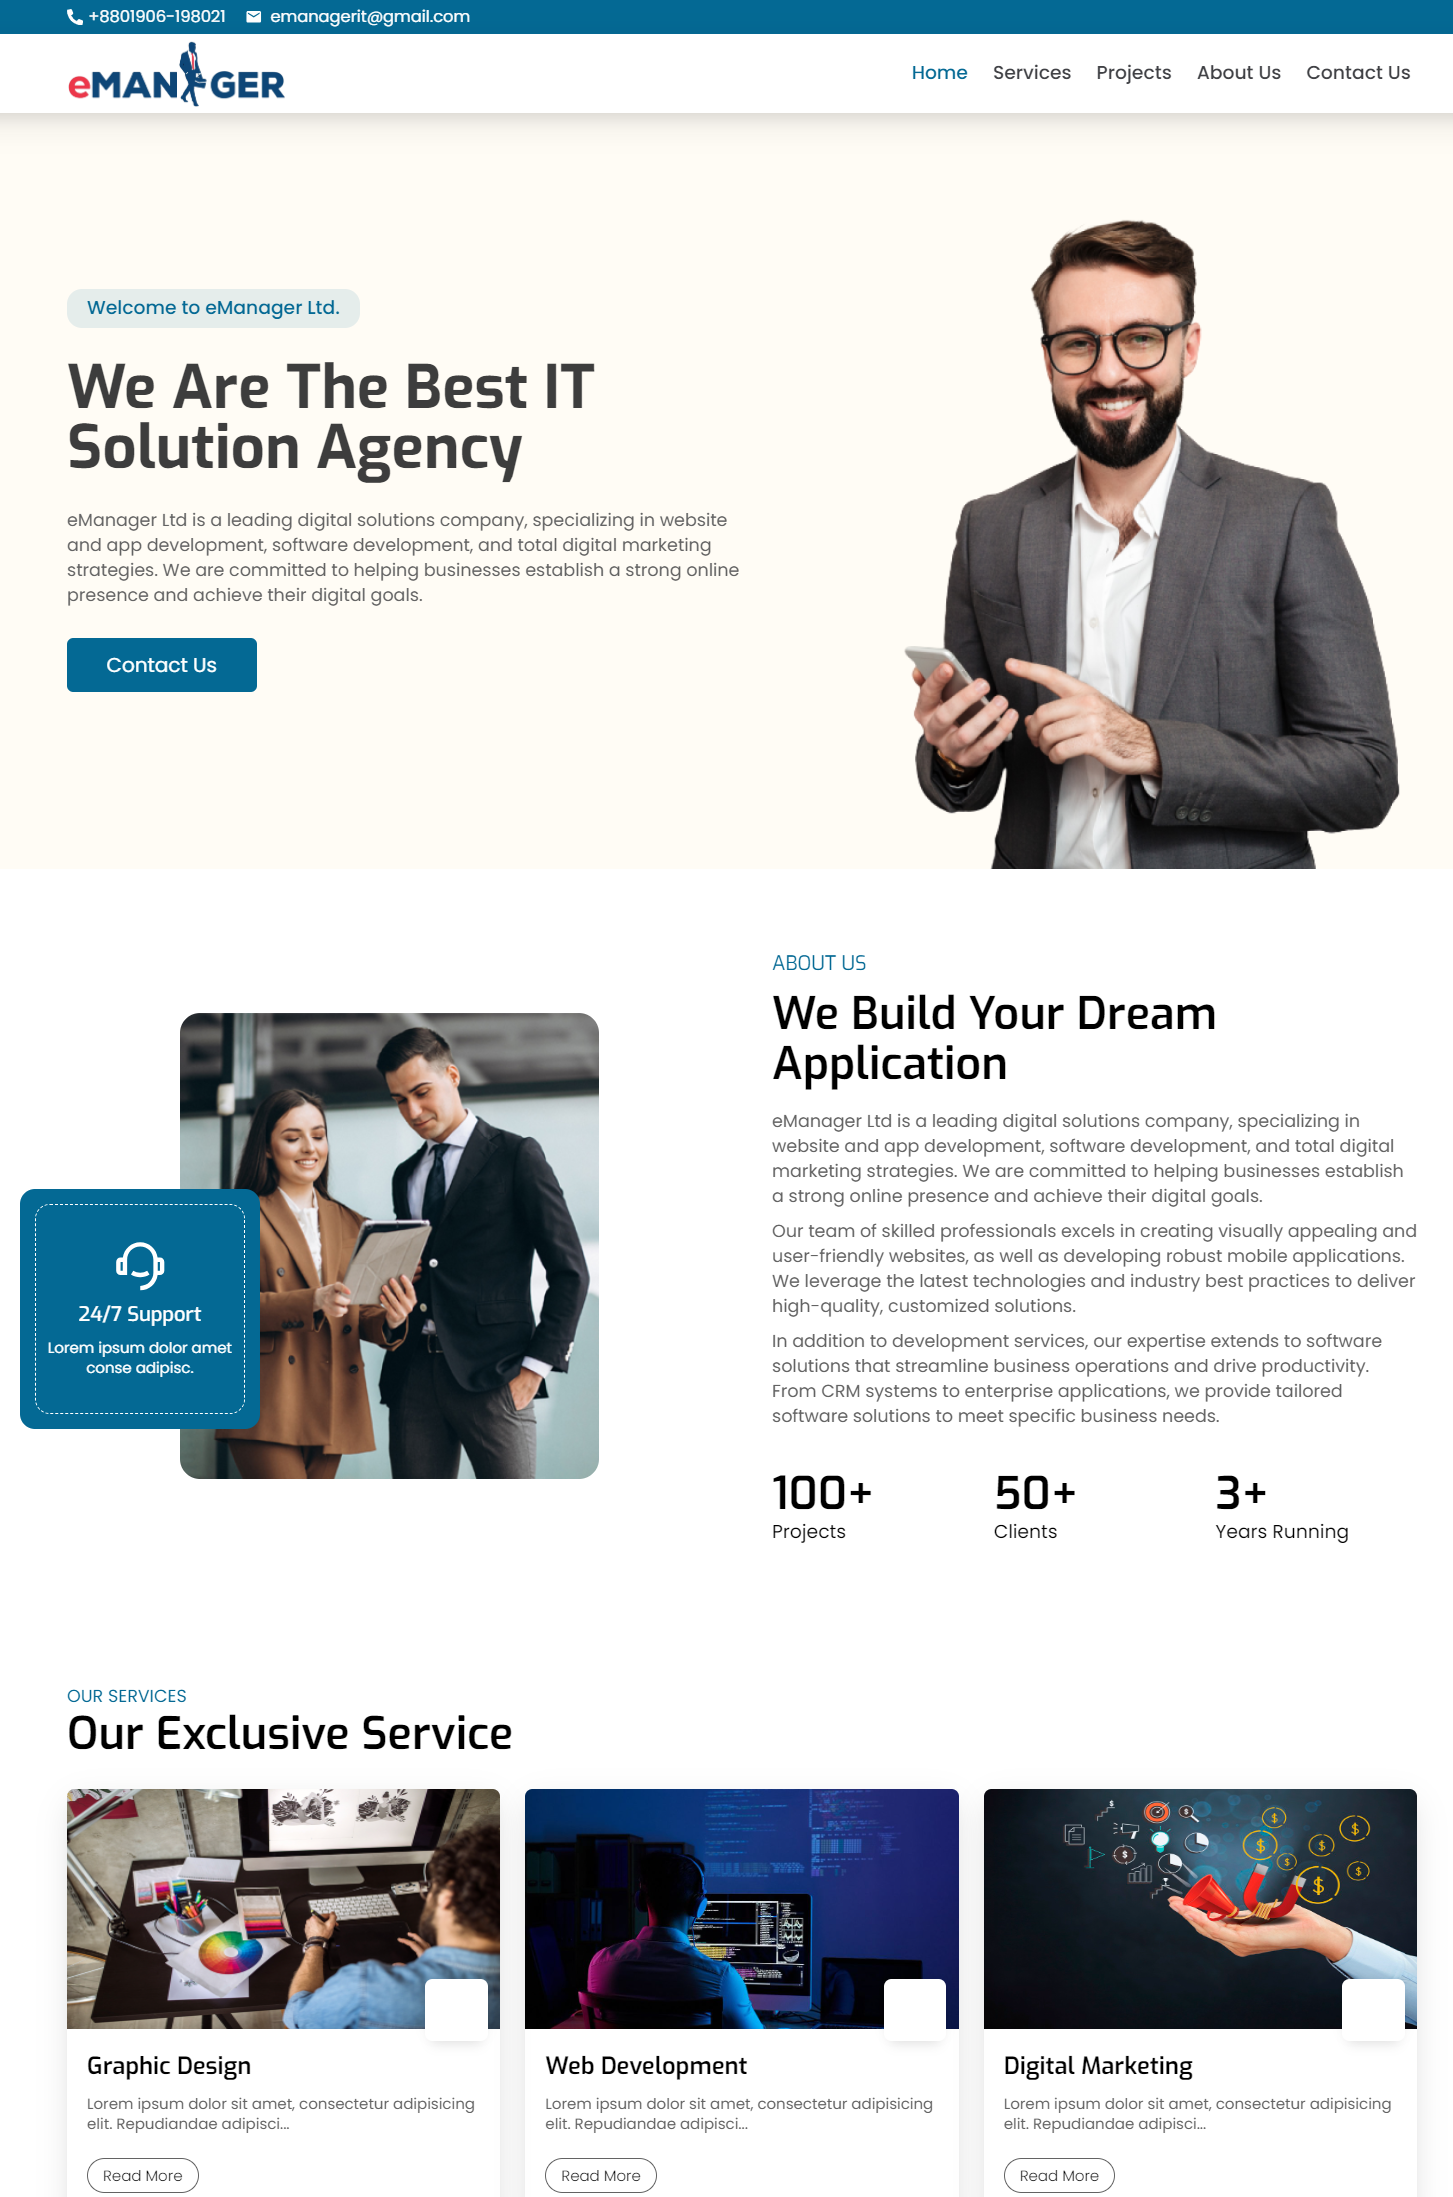 +8801906-198021 emanagerit@gmail.com
eMANAGER
Home Services Projects About Us Contact Us
Welcome to eManager Ltd.
We Are The Best IT
Solution Agency
eManager Ltd is a leading digital solutions company, specializing in website
and app development, software development, and total digital marketing
strategies. We are committed to helping businesses establish a strong online
presence and achieve their digital goals.
Contact Us
24/7 Support
Lorem ipsum dolor amet
conse adipisc.
ABOUT US
We Build Your Dream
Application
eManager Ltd is a leading digital solutions company, specializing in
website and app development, software development, and total digital
marketing strategies. We are committed to helping businesses establish
a strong online presence and achieve their digital goals.
Our team of skilled professionals excels in creating visually appealing and
user-friendly websites, as well as developing robust mobile applications.
We leverage the latest technologies and industry best practices to deliver
high-quality, customized solutions.
In addition to development services, our expertise extends to software
solutions that streamline business operations and drive productivity.
From CRM systems to enterprise applications, we provide tailored
software solutions to meet specific business needs.
100+ 50+ 3+
Projects Clients Years Running
OUR SERVICES
Our Exclusive Service
Graphic Design
Lorem ipsum dolor sit amet, consectetur adipisicing
elit. Repudiandae adipisci...
Read More
Web Development
Lorem ipsum dolor sit amet, consectetur adipisicing
elit. Repudiandae adipisci...
Read More
Digital Marketing
Lorem ipsum dolor sit amet, consectetur adipisicing
elit. Repudiandae adipisci...
Read More